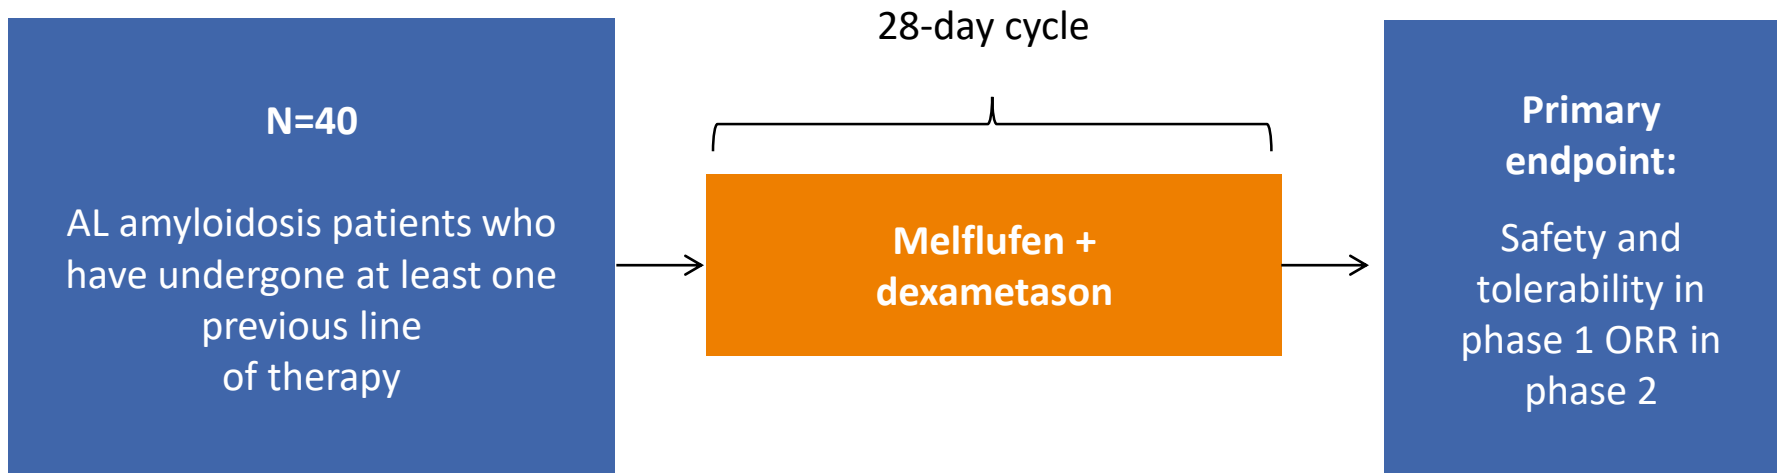 28-day cycle
N=40
AL amyloidosis patients who
have undergone at least one
previous line
of therapy
Melflufen +
dexametason
Primary
endpoint:
Safety and
tolerability in
phase 1 ORR in
phase 2